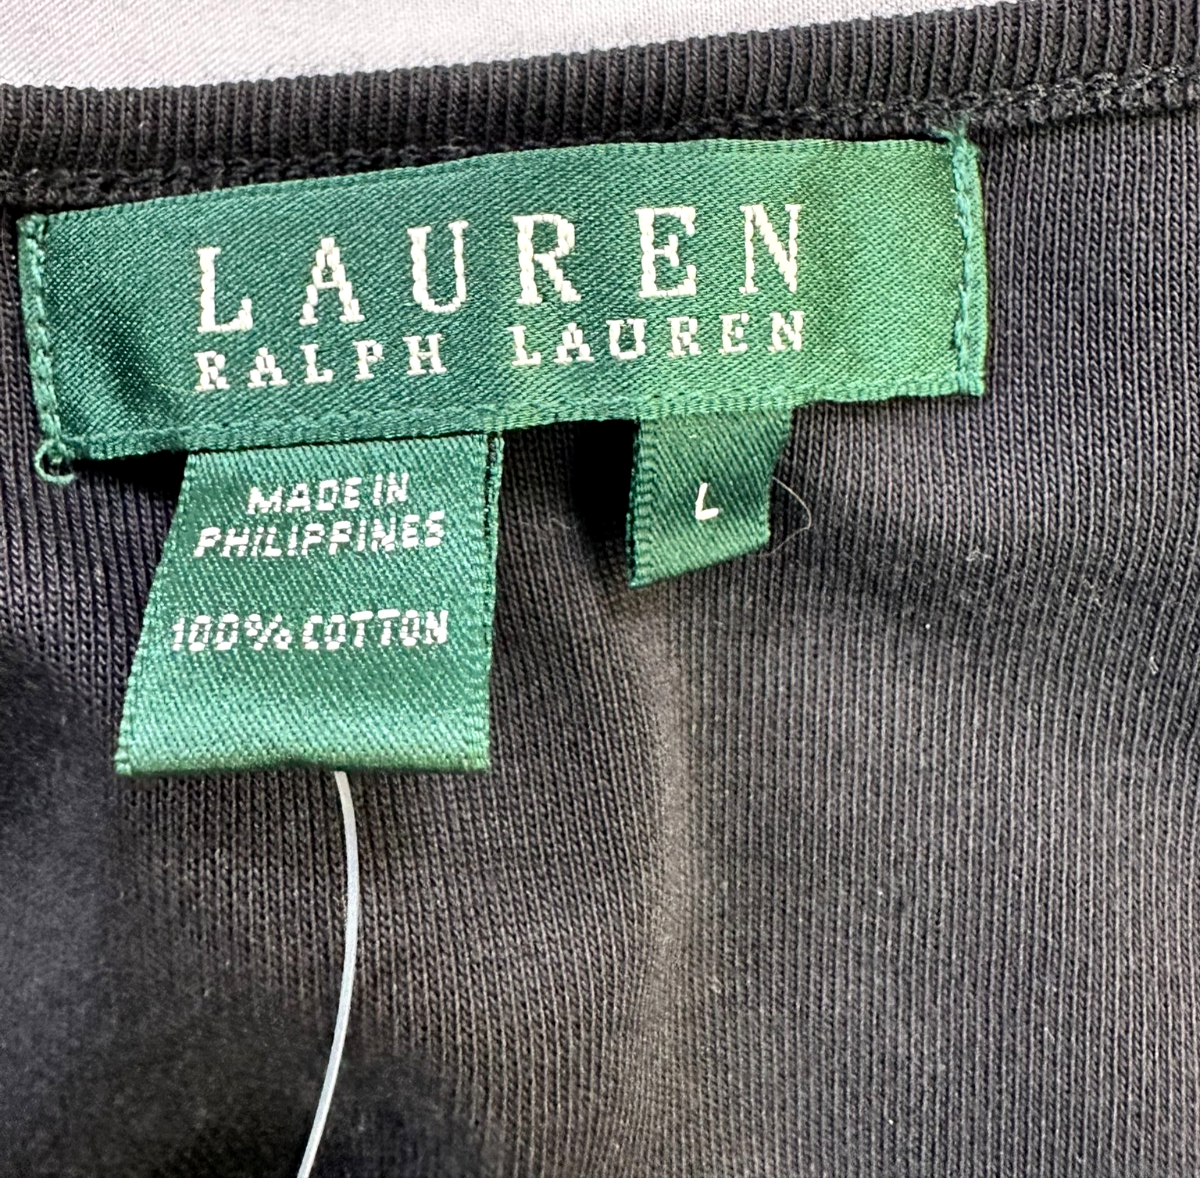 LAUREN
RALPH LAUREN
MADE IN
PHILIPPINES
100% COTTON
L